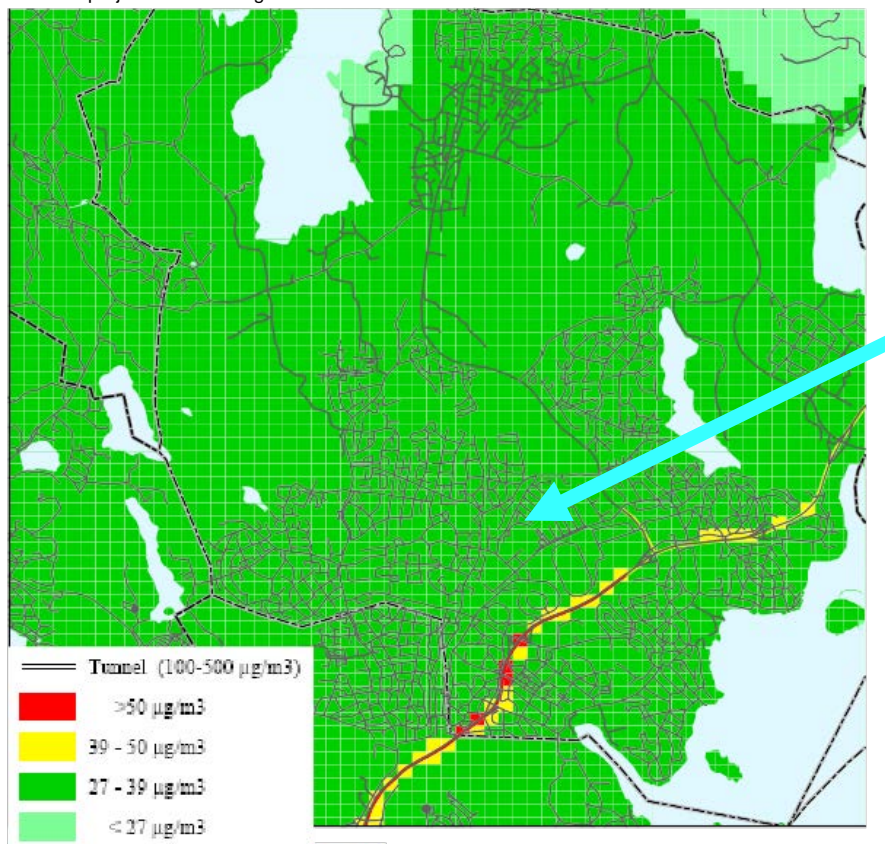 Tunnel (100-500 µg/m3)
>50 µg/m3
39 - 50 µg/m3
27 - 39 µg/m3
< 27 µg/m3